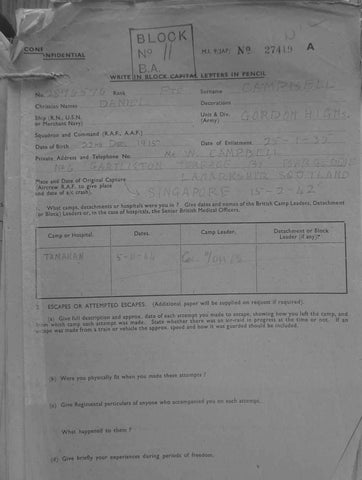 CONFIDENTIAL
BLOCK
No 11
B.A.
M.I. 9/JAP/ No. 27419 A
WRITE IN BLOCK CAPITAL LETTERS IN PENCIL
No. 2876576 Rank PTE Surname CAMPBELL
Christian Names DANIEL Decorations
Ship (R.N., U.S.N. or Merchant Navy) Unit & Div. (Army) GORDON HIGHS.
Squadron and Command (R.A.F., A.A.F.)
Date of Birth 22nd DEC 1915 Date of Enlistment 25-1-39
Private Address and Telephone No. Mr W. CAMPBELL
LANARKSHIRE SCOTLAND
Place and Date of Original Capture
(Aircrew R.A.F. to give place and date of a/c crash). SINGAPORE 15-2-42
1. What camps, detachments or hospitals were you in? Give dates and names of the British Camp Leaders, Detachment
(or Block) Leaders or, in the case of hospitals, the Senior British Medical Officers.
Camp or Hospital. Dates. Camp Leader. Detachment or Block Leader (if any)?
2. ESCAPES OR ATTEMPTED ESCAPES. (Additional paper will be supplied on request if required).
(a) Give full description and approx. date of each attempt you made to escape, showing how you left the camp, and
from which camp each attempt was made. State whether there was an air-raid in progress at the time or not. If an
escape was made from a train or vehicle the approx. speed and how it was guarded should be included.
(b) Were you physically fit when you made these attempts?
(c) Give Regimental particulars of anyone who accompanied you on each attempt.
What happened to them?
(d) Give briefly your experiences during periods of freedom.